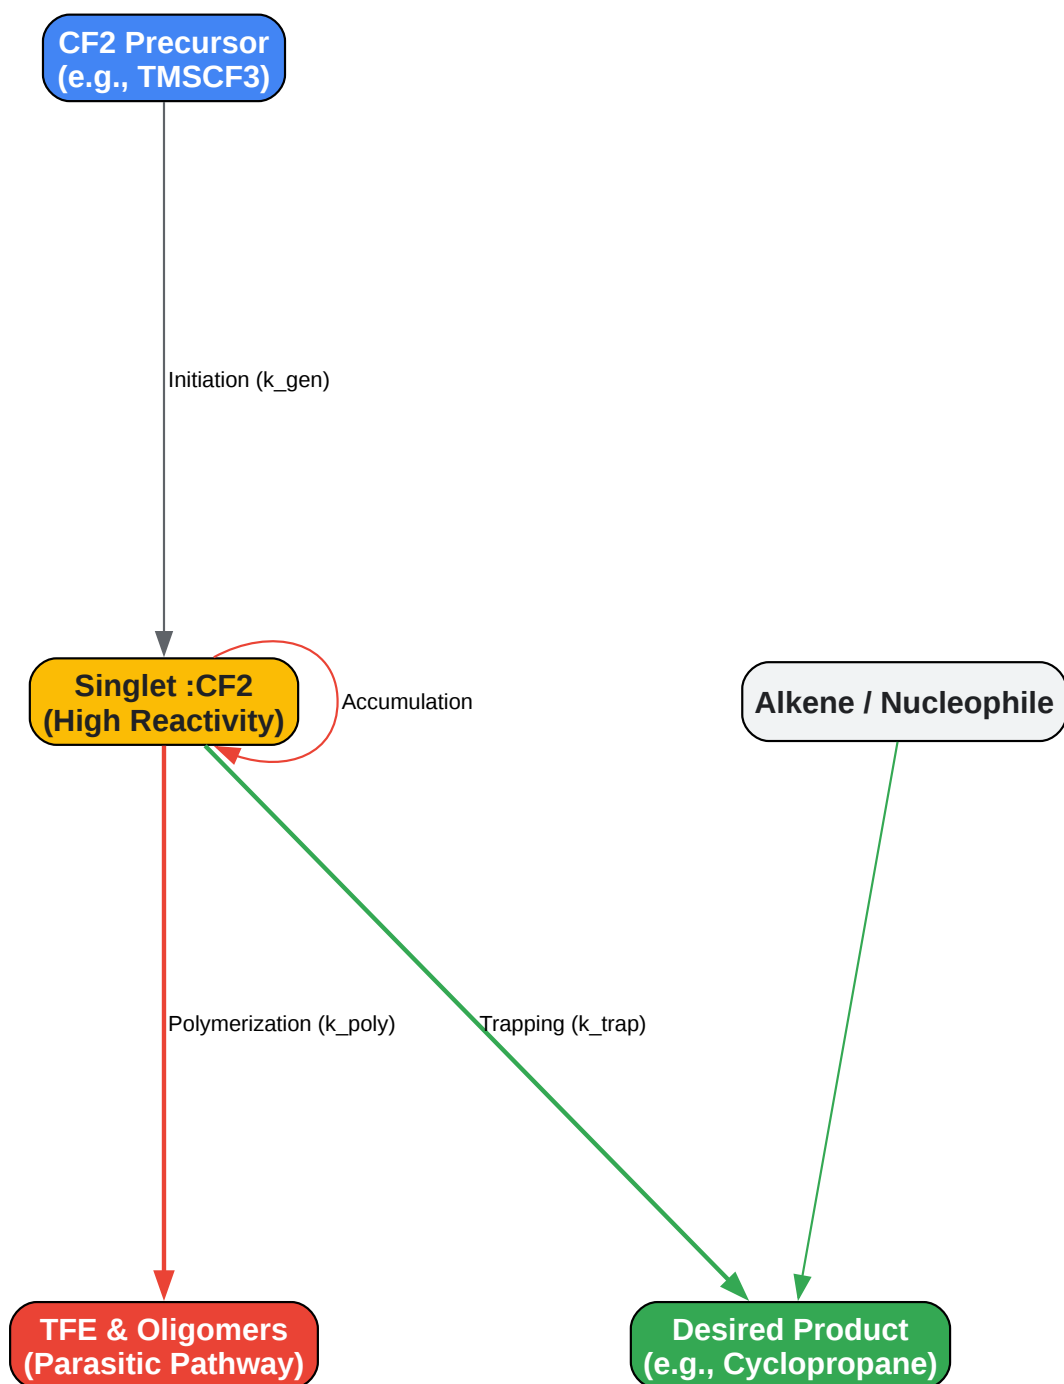 CF2 Precursor
(e.g., TMSCF3)
Initiation (k_gen)
Singlet :CF2
(High Reactivity)
Accumulation
Alkene / Nucleophile
Polymerization (k_poly)
Trapping (k_trap)
TFE & Oligomers
(Parasitic Pathway)
Desired Product
(e.g., Cyclopropane)